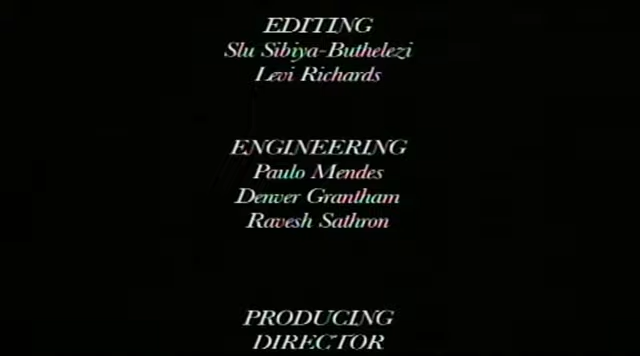 EDITING
Slu Sibiya-Buthelezi
Levi Richards
ENGINEERING
Paulo Mendes
Denver Grantham
Ravesh Sathron
PRODUCING
DIRECTOR